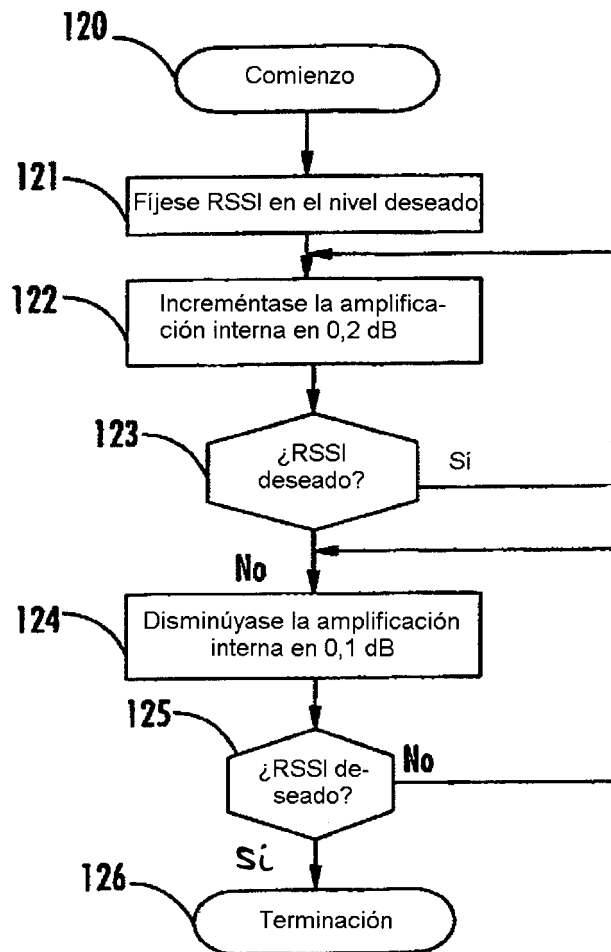 120
Comienzo
121
Fíjese RSSI en el nivel deseado
122
Increméntase la amplifica-
ción interna en 0,2 dB
123
¿RSSI
deseado?
Sí
No
124
Disminúyase la amplificación
interna en 0,1 dB
125
¿RSSI de-
seado?
No
Sí
126
Terminación